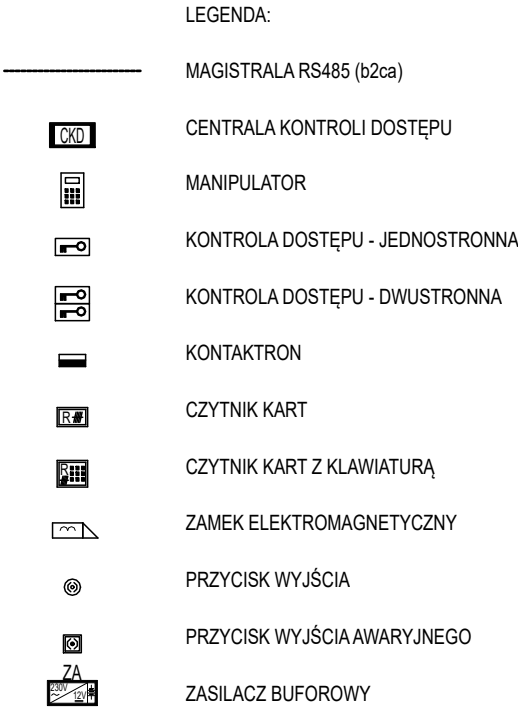 LEGENDA:
MAGISTRALA RS485 (b2ca)
CKD CENTRALA KONTROLI DOSTĘPU
MANIPULATOR
KONTROLA DOSTĘPU - JEDNOSTRONNA
KONTROLA DOSTĘPU - DWUSTRONNA
KONTAKTRON
R# CZYTNIK KART
R# CZYTNIK KART Z KLAWIATURĄ
ZAMEK ELEKTROMAGNETYCZNY
PRZYCISK WYJŚCIA
PRZYCISK WYJŚCIA AWARYJNEGO
ZA
230V ~ 12V ZASILACZ BUFOROWY